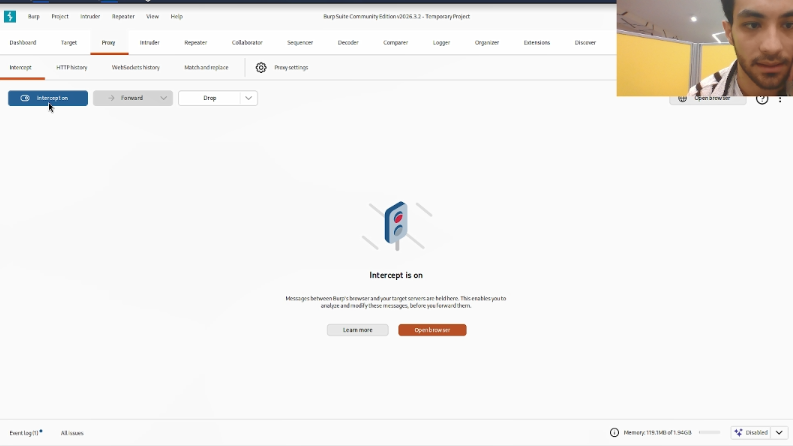 Burp Project Intruder Repeater View Help Burp Suite Community Edition v2026.3.2 - Temporary Project
Dashboard Target Proxy Intruder Repeater Collaborator Sequencer Decoder Comparer Logger Organizer Extensions Discover
Intercept HTTP history WebSockets history Match and replace Proxy settings
Intercept on Forward Drop Open browser
Intercept is on
Messages between Burp's browser and your target servers are held here. This enables you to
analyze and modify these messages, before you forward them.
Learn more Open browser
Event log (1) All issues Memory: 119.1MB of 1.94GB Disabled